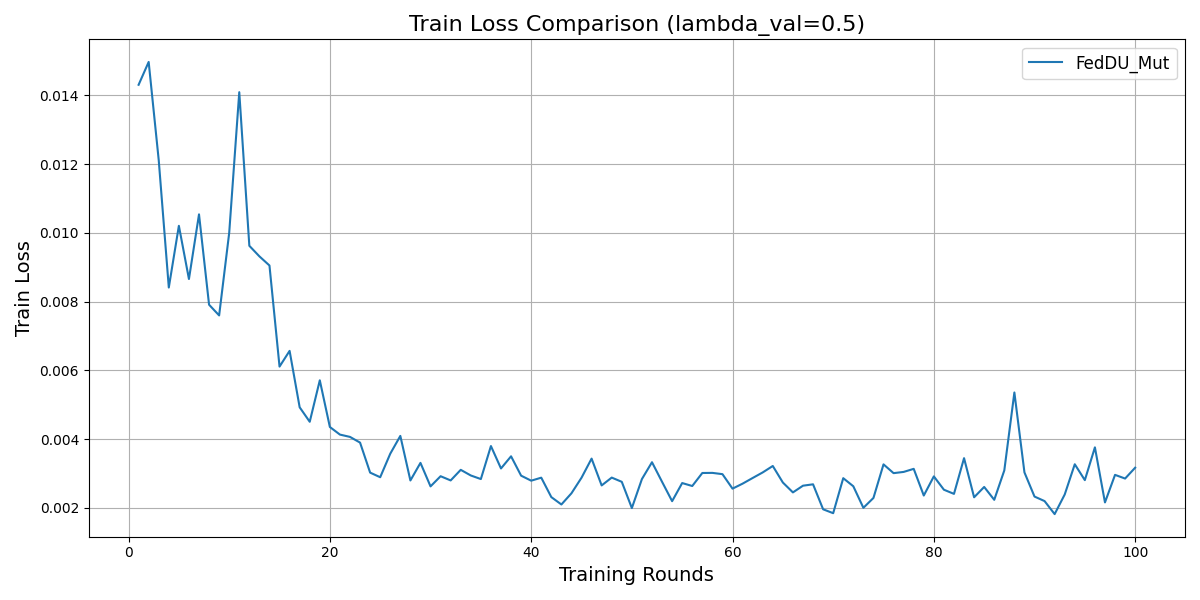 Train Loss Comparison (lambda_val=0.5)
FedDU_Mut
Train Loss
0.014
0.012
0.010
0.008
0.006
0.004
0.002
0 20 40 60 80 100
Training Rounds